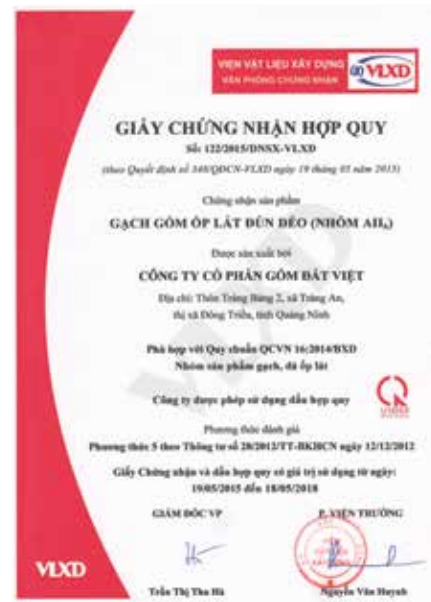 VIỆN VẬT LIỆU XÂY DỰNG
VĂN PHÒNG CHỨNG NHẬN
VLXD
GIẤY CHỨNG NHẬN HỢP QUY
Số: 122/2015/DNSX-VLXD
(theo Quyết định số 348/QĐCN-VLXD ngày 19 tháng 05 năm 2015)
Chứng nhận sản phẩm
GẠCH GỐM ỐP LÁT ĐÙN DẺO (NHÓM AIIₐ)
Được sản xuất bởi
CÔNG TY CỔ PHẦN GỐM ĐẤT VIỆT
Địa chỉ: Thôn Tràng Bảng 2, xã Tràng An,
thị xã Đông Triều, tỉnh Quảng Ninh
Phù hợp với Quy chuẩn QCVN 16:2014/BXD
Nhóm sản phẩm gạch, đá ốp lát
Công ty được phép sử dụng dấu hợp quy
Phương thức đánh giá
Phương thức 5 theo Thông tư số 28/2012/TT-BKHCN ngày 12/12/2012
Giấy Chứng nhận và dấu hợp quy có giá trị sử dụng từ ngày:
19/05/2015 đến 18/05/2018
GIÁM ĐỐC VP P. VIỆN TRƯỞNG
VLXD
Trần Thị Thu Hà Nguyễn Văn Huynh